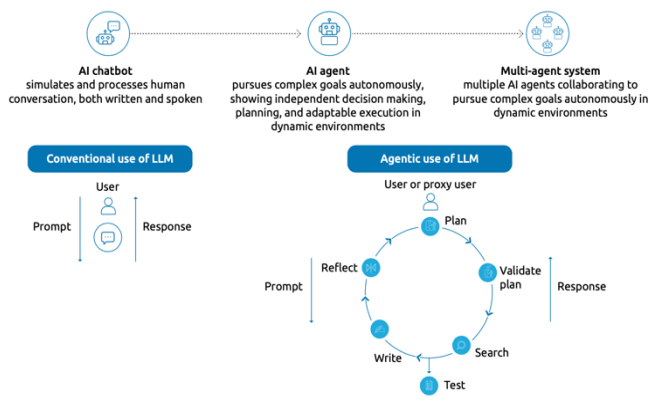 AI chatbot
simulates and processes human
conversation, both written and spoken
AI agent
pursues complex goals autonomously,
showing independent decision making,
planning, and adaptable execution in
dynamic environments
Multi-agent system
multiple AI agents collaborating to
pursue complex goals autonomously in
dynamic environments
Conventional use of LLM
User
Prompt
Response
Agentic use of LLM
User or proxy user
Plan
Validate
plan
Search
Test
Write
Reflect
Prompt
Response